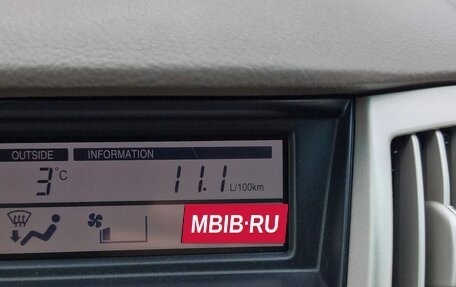 OUTSIDE INFORMATION
3°C 11.1 L/100km
MBIB·RU